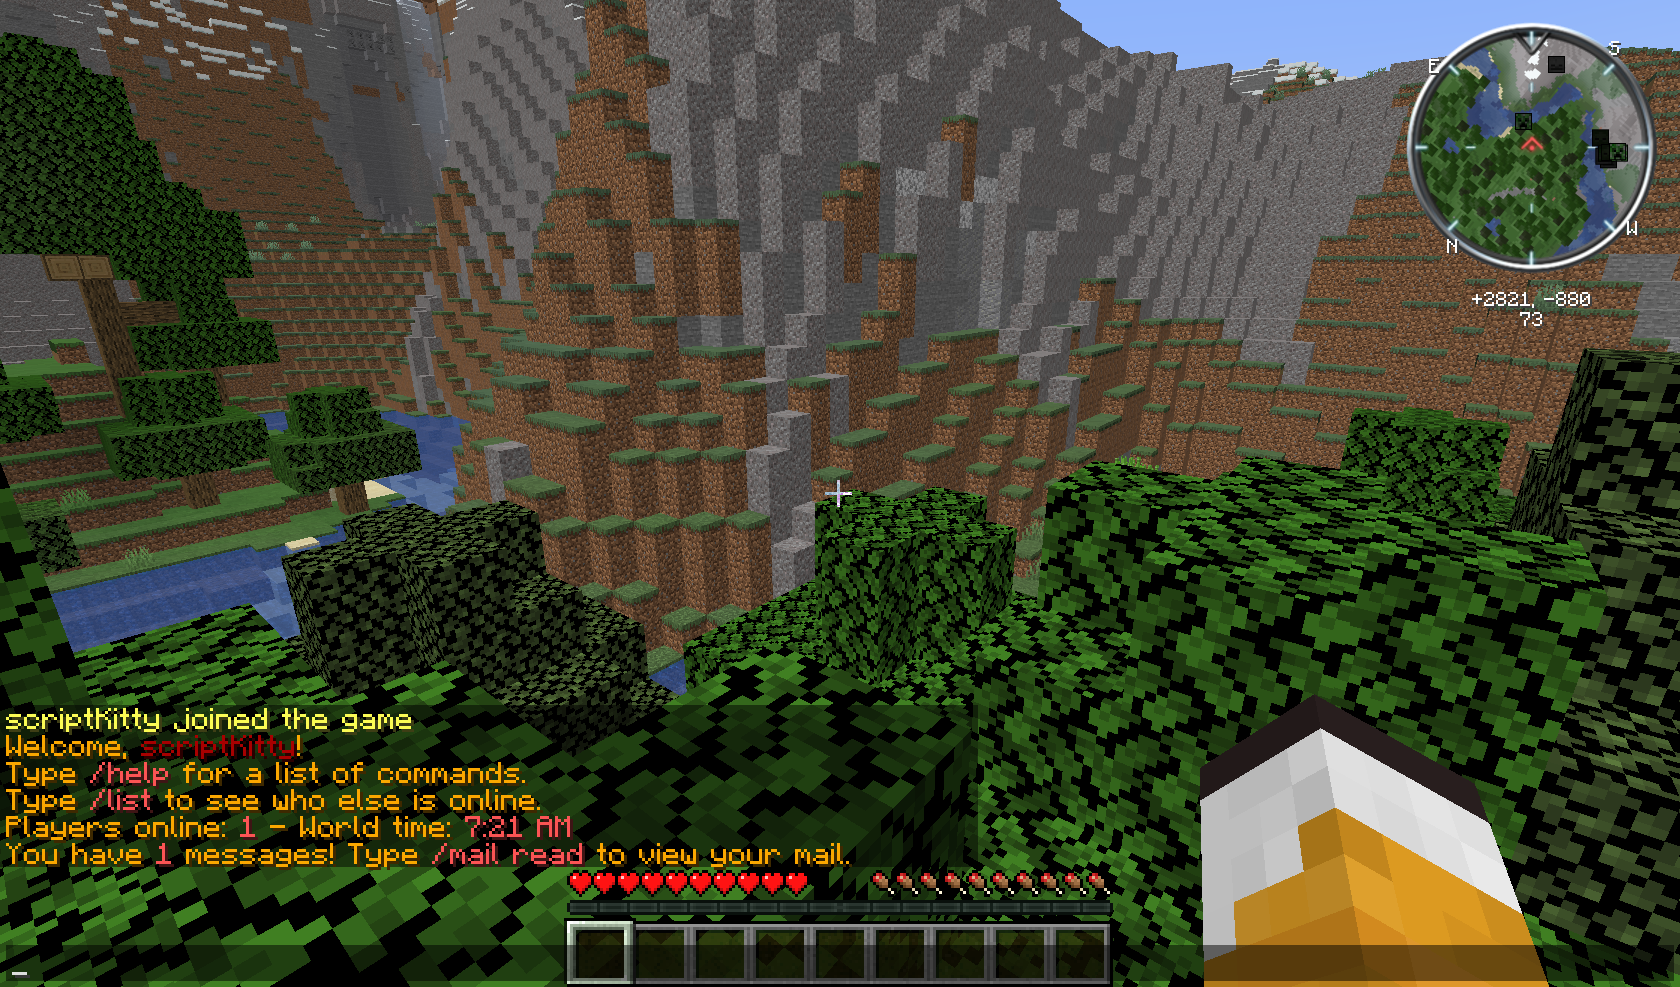 S
E
W
N
+2821, -880
73
scriptKitty joined the game
Welcome, scriptKitty!
Type /help for a list of commands.
Type /list to see who else is online.
Players online: 1 - World time: 7:21 AM
You have 1 messages! Type /mail read to view your mail.
_